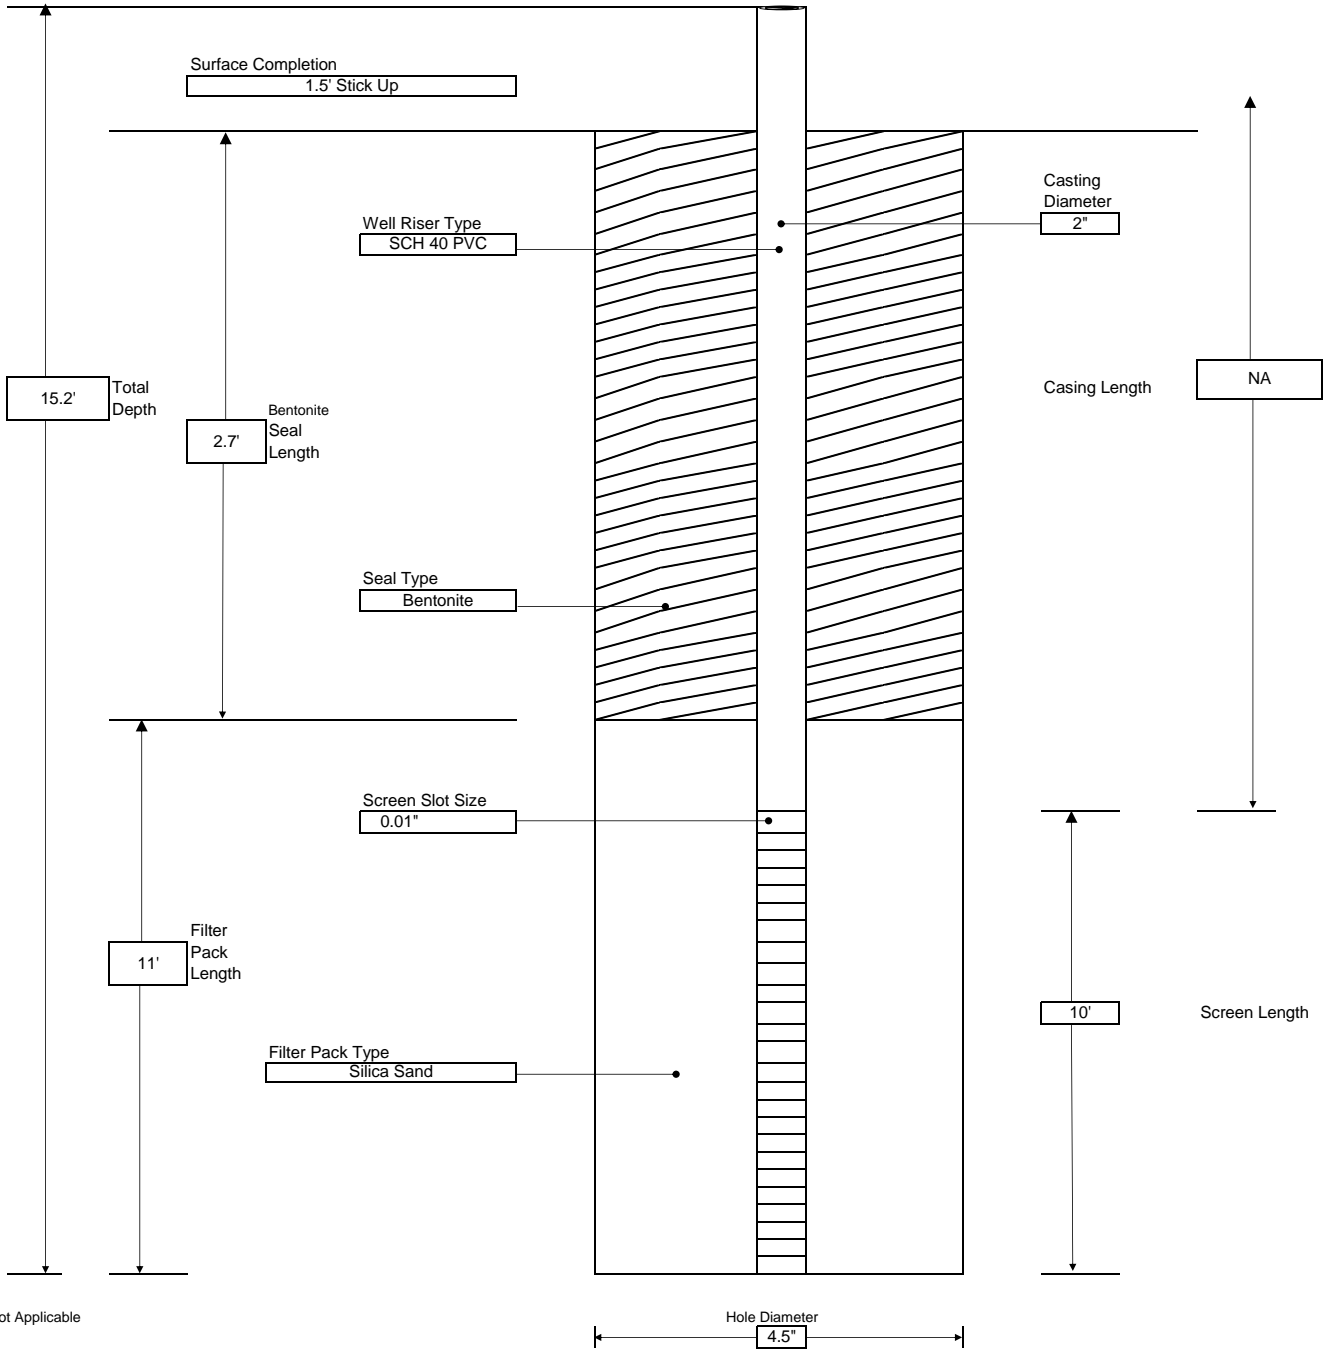 Surface Completion
1.5' Stick Up
Casting
Diameter
2"
Well Riser Type
SCH 40 PVC
15.2'
Total
Depth
Casing Length
NA
2.7'
Bentonite
Seal
Length
Seal Type
Bentonite
Screen Slot Size
0.01"
11'
Filter
Pack
Length
10'
Screen Length
Filter Pack Type
Silica Sand
ot Applicable
Hole Diameter
4.5"